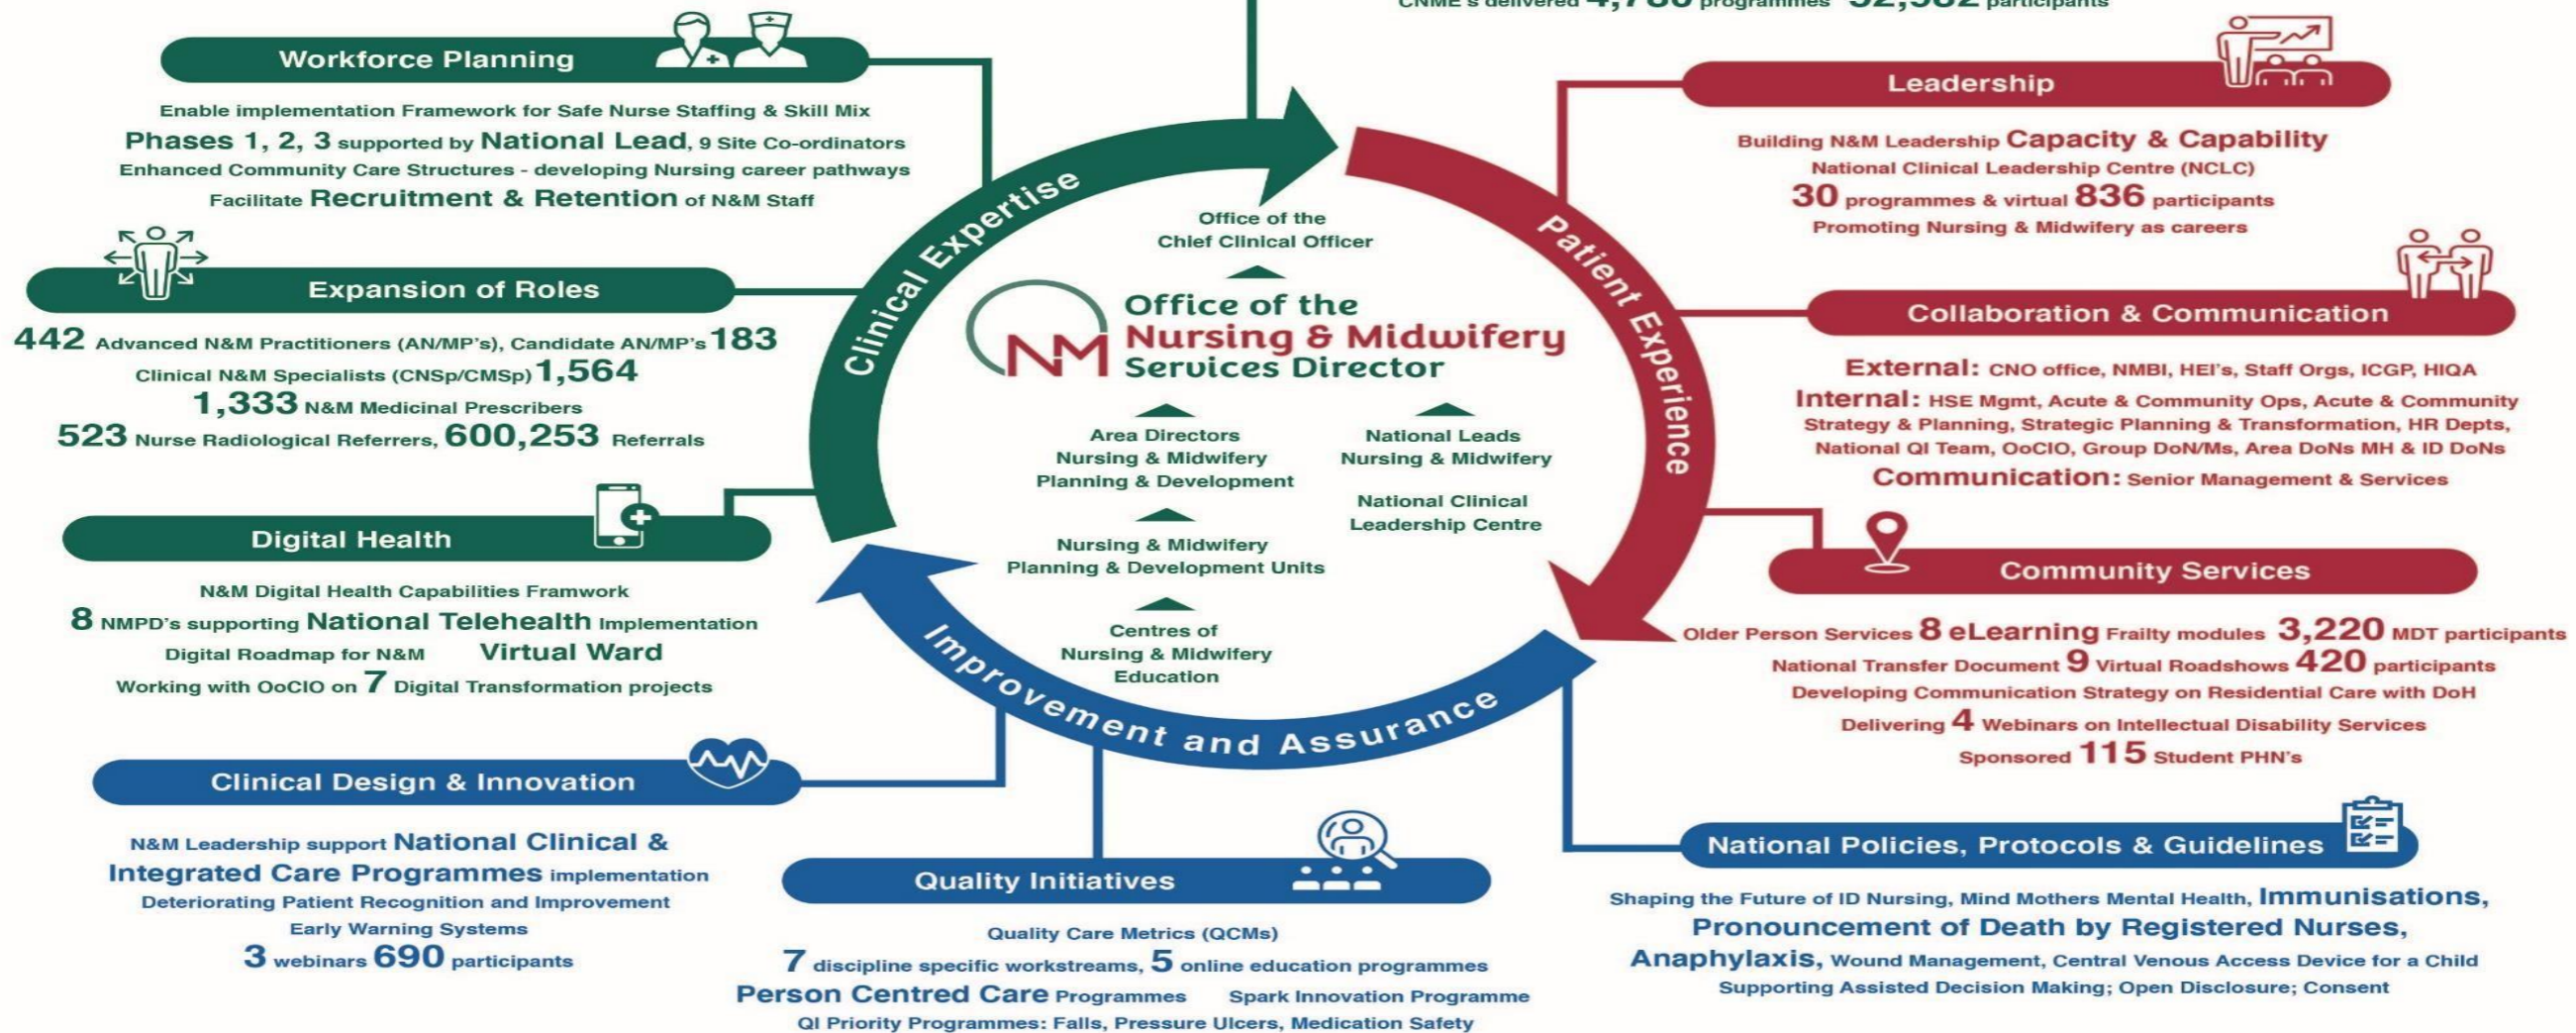 programmes participants
Workforce Planning
Enable implementation Framework for Safe Nurse Staffing & Skill Mix
Phases 1, 2, 3 supported by National Lead, 9 Site Co-ordinators
Enhanced Community Care Structures - developing Nursing career pathways
Facilitate Recruitment & Retention of N&M Staff
Expansion of Roles
442 Advanced N&M Practitioners (AN/MP's), Candidate AN/MP's 183
Clinical N&M Specialists (CNSp/CMSp) 1,564
1,333 N&M Medicinal Prescribers
523 Nurse Radiological Referrers, 600,253 Referrals
Digital Health
N&M Digital Health Capabilities Framwork
8 NMPD's supporting National Telehealth Implementation
Digital Roadmap for N&M Virtual Ward
Working with OoCIO on 7 Digital Transformation projects
Clinical Design & Innovation
N&M Leadership support National Clinical &
Integrated Care Programmes implementation
Deteriorating Patient Recognition and Improvement
Early Warning Systems
3 webinars 690 participants
Clinical Expertise
Patient Experience
Improvement and Assurance
Office of the
Chief Clinical Officer
NM
Office of the
Nursing & Midwifery
Services Director
Area Directors
Nursing & Midwifery
Planning & Development
National Leads
Nursing & Midwifery
National Clinical
Leadership Centre
Nursing & Midwifery
Planning & Development Units
Centres of
Nursing & Midwifery
Education
Quality Initiatives
Quality Care Metrics (QCMs)
7 discipline specific workstreams, 5 online education programmes
Person Centred Care Programmes Spark Innovation Programme
QI Priority Programmes: Falls, Pressure Ulcers, Medication Safety
Leadership
Building N&M Leadership Capacity & Capability
National Clinical Leadership Centre (NCLC)
30 programmes & virtual 836 participants
Promoting Nursing & Midwifery as careers
Collaboration & Communication
External: CNO office, NMBI, HEI's, Staff Orgs, ICGP, HIQA
Internal: HSE Mgmt, Acute & Community Ops, Acute & Community
Strategy & Planning, Strategic Planning & Transformation, HR Depts,
National QI Team, OoCIO, Group DoN/Ms, Area DoNs MH & ID DoNs
Communication: Senior Management & Services
Community Services
Older Person Services 8 eLearning Frailty modules 3,220 MDT participants
National Transfer Document 9 Virtual Roadshows 420 participants
Developing Communication Strategy on Residential Care with DoH
Delivering 4 Webinars on Intellectual Disability Services
Sponsored 115 Student PHN's
National Policies, Protocols & Guidelines
Shaping the Future of ID Nursing, Mind Mothers Mental Health, Immunisations,
Pronouncement of Death by Registered Nurses,
Anaphylaxis, Wound Management, Central Venous Access Device for a Child
Supporting Assisted Decision Making; Open Disclosure; Consent